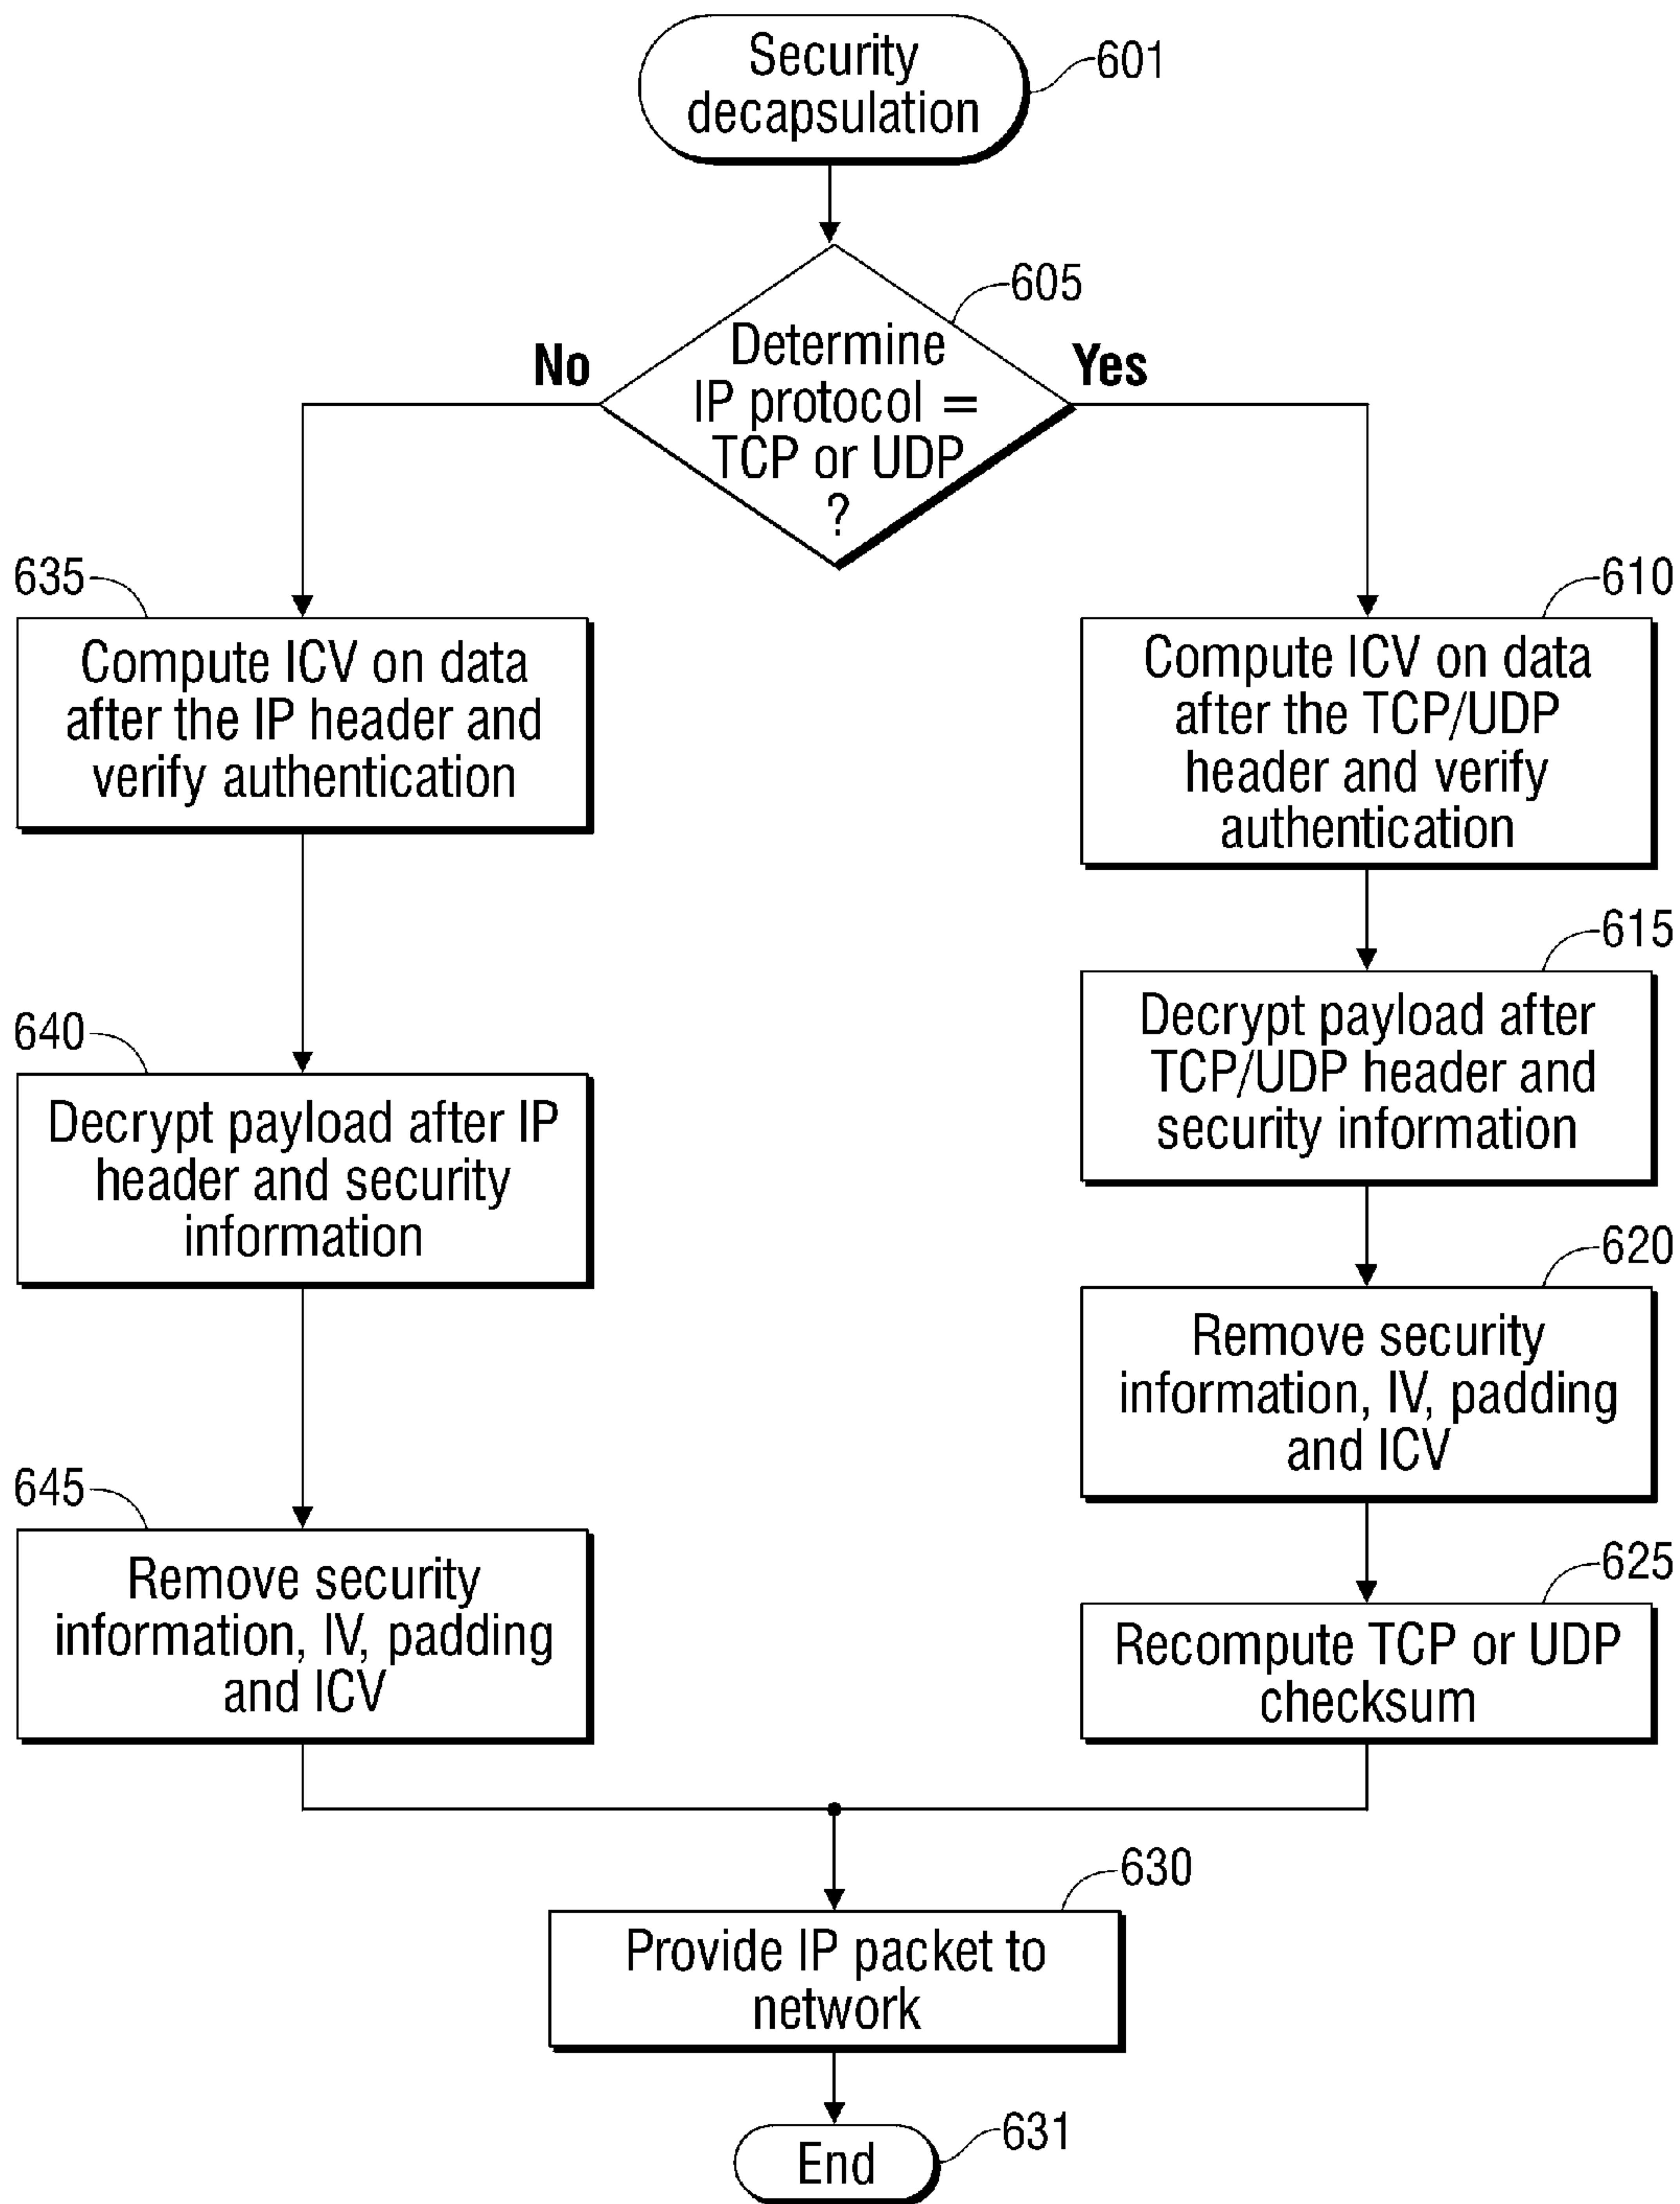 Security
decapsulation
601
605
Determine
IP protocol =
TCP or UDP
?
No
Yes
635
Compute ICV on data
after the IP header and
verify authentication
610
Compute ICV on data
after the TCP/UDP
header and verify
authentication
615
Decrypt payload after
TCP/UDP header and
security information
640
Decrypt payload after IP
header and security
information
620
Remove security
information, IV, padding
and ICV
645
Remove security
information, IV, padding
and ICV
625
Recompute TCP or UDP
checksum
630
Provide IP packet to
network
631
End